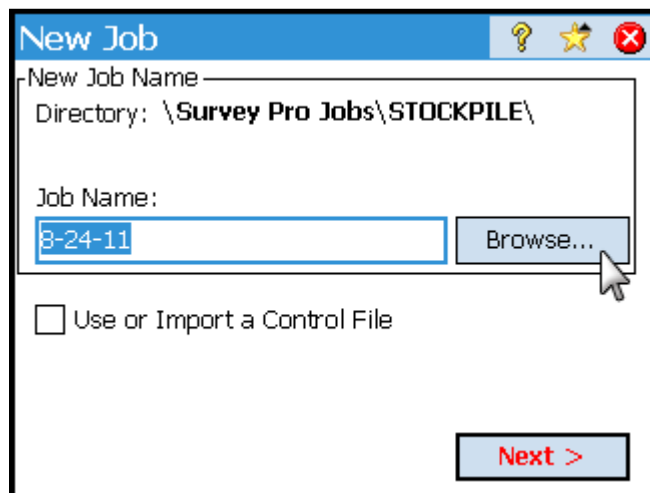 New Job
New Job Name
Directory: \Survey Pro Jobs\STOCKPILE\
Job Name:
8-24-11
Browse...
Use or Import a Control File
Next >